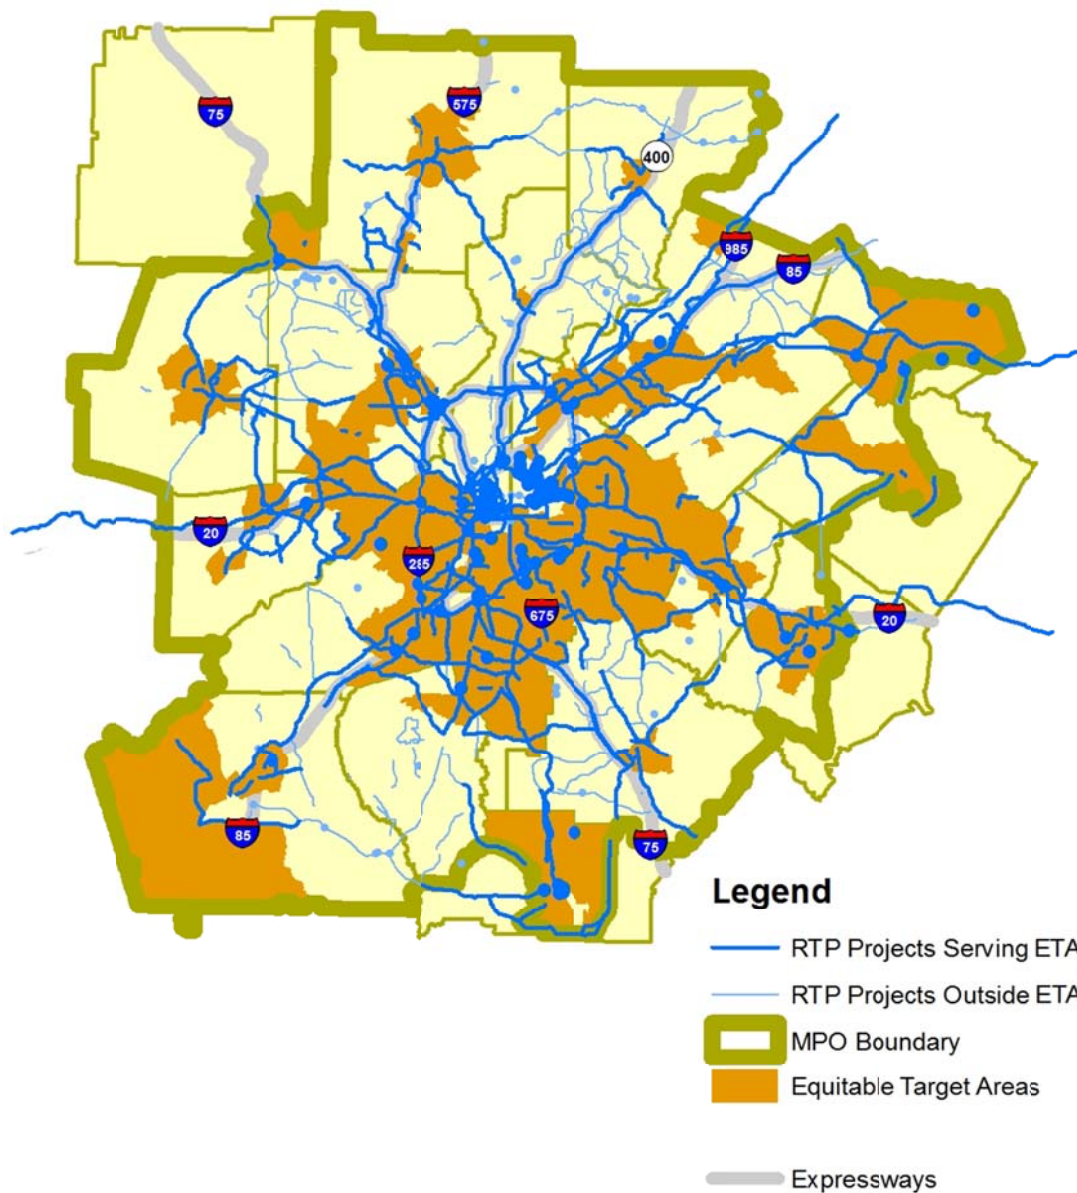 75
575
400
985
85
20
285
675
20
85
75
Legend
RTP Projects Serving ETA
RTP Projects Outside ETA
MPO Boundary
Equitable Target Areas
Expressways